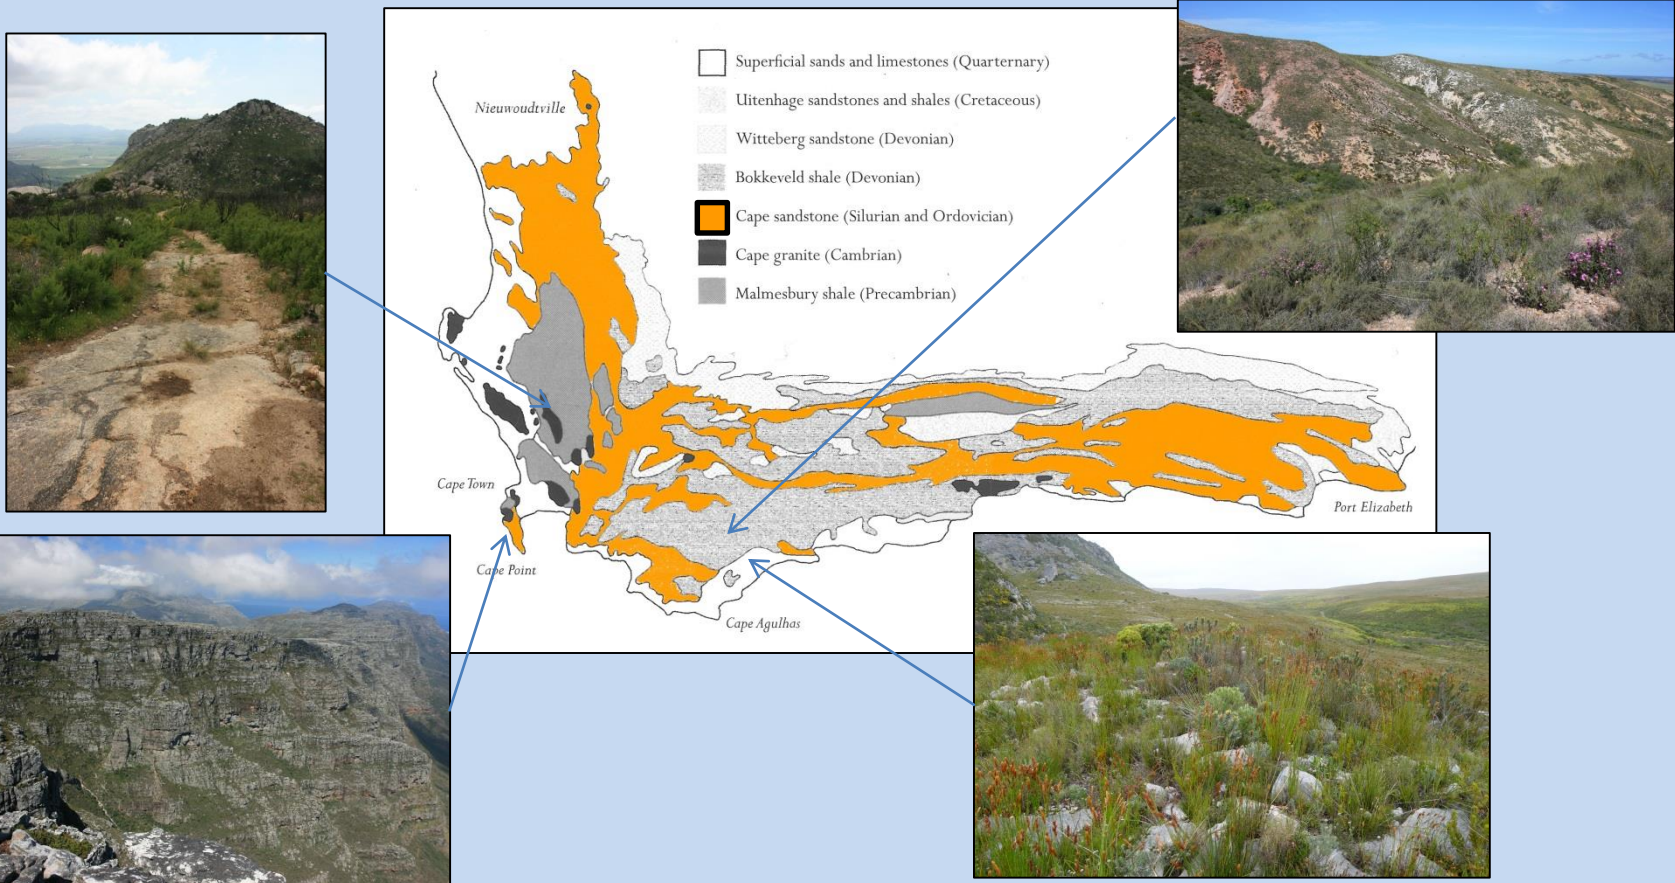 Superficial sands and limestones (Quarternary)
Uitenhage sandstones and shales (Cretaceous)
Nieuwoudtville
Witteberg sandstone (Devonian)
Bokkeveld shale (Devonian)
Cape sandstone (Silurian and Ordovician)
Cape granite (Cambrian)
Malmesbury shale (Precambrian)
Cape Town
Port Elizabeth
Cape Point
Cape Agulhas